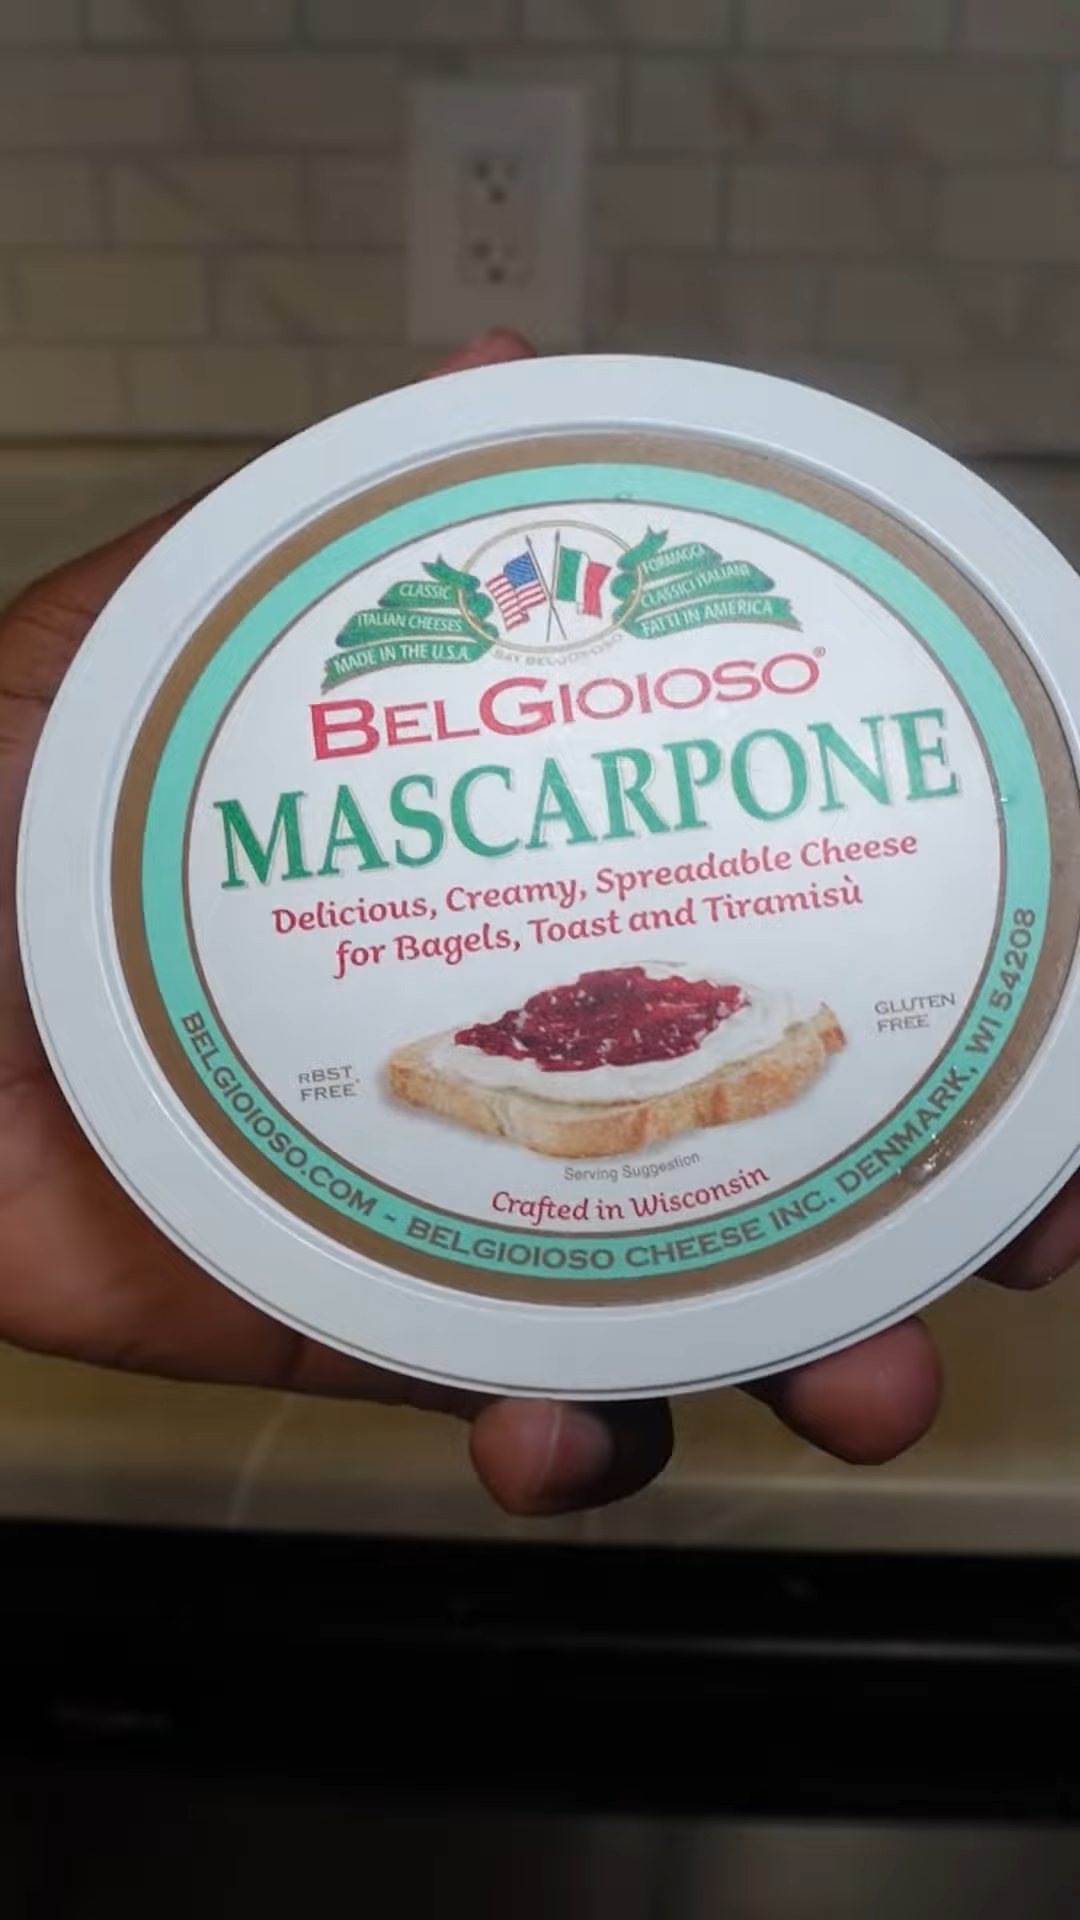 CLASSIC
ITALIAN CHEESES
MADE IN THE U.S.A.
FORMAGGI
CLASSICI ITALIANI
FATTI IN AMERICA
BELGIOIOSO®
MASCARPONE
Delicious, Creamy, Spreadable Cheese
for Bagels, Toast and Tiramisù
RBST
FREE*
GLUTEN
FREE
Serving Suggestion
Crafted in Wisconsin
BELGIOIOSO.COM ~ BELGIOIOSO CHEESE INC. DENMARK, WI 54208